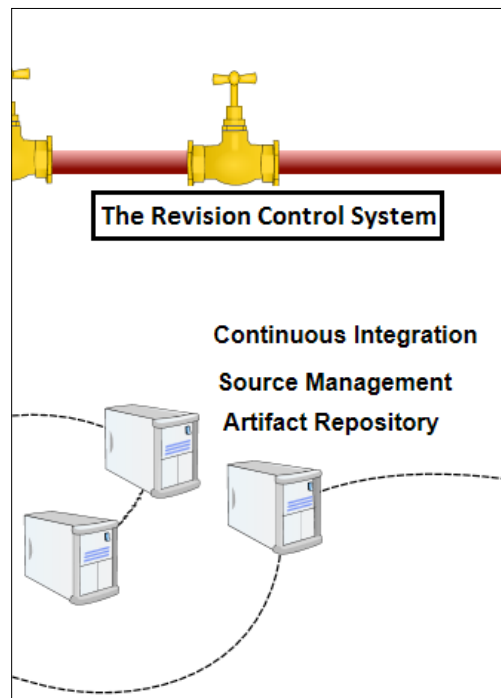 The Revision Control System
Continuous Integration
Source Management
Artifact Repository